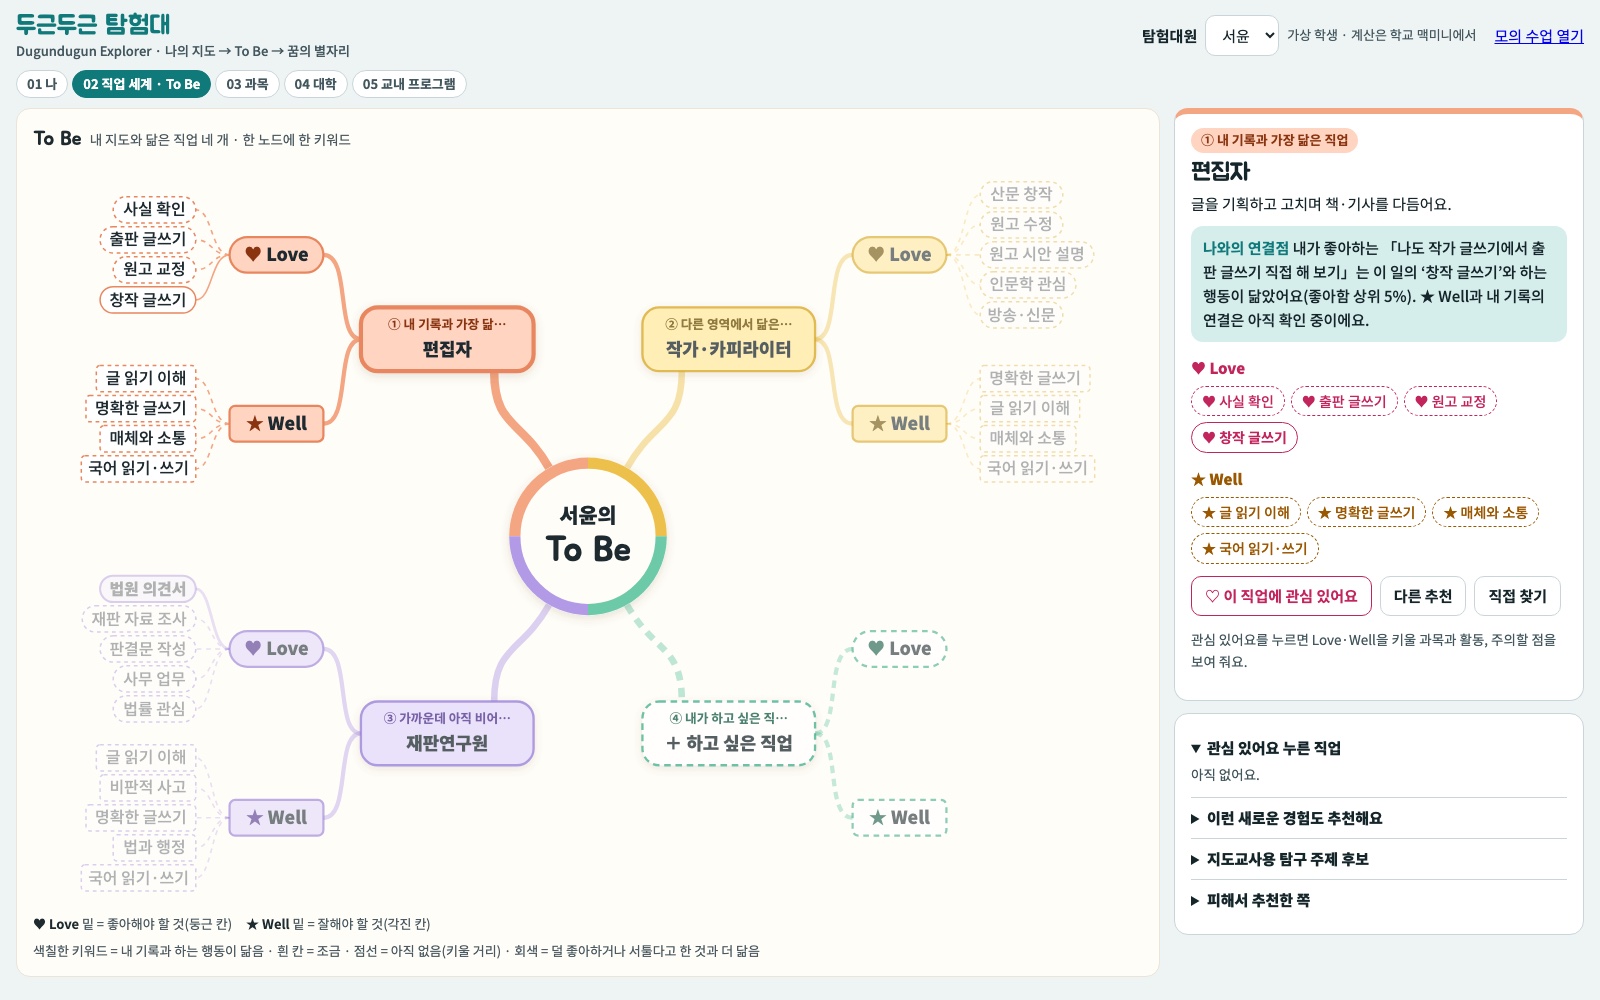 두근두근 탐험대
Dugundugun Explorer · 나의 지도 → To Be → 꿈의 별자리
탐험대원
서윤
가상 학생 · 계산은 학교 맥미니에서
모의 수업 열기
01 나
02 직업 세계 · To Be
03 과목
04 대학
05 교내 프로그램
To Be 내 지도와 닮은 직업 네 개 · 한 노드에 한 키워드
사실 확인
출판 글쓰기
원고 교정
창작 글쓰기
♥ Love
글 읽기 이해
명확한 글쓰기
매체와 소통
국어 읽기·쓰기
★ Well
① 내 기록과 가장 닮…
편집자
② 다른 영역에서 닮은…
작가·카피라이터
♥ Love
산문 창작
원고 수정
원고 시안 설명
인문학 관심
방송·신문
★ Well
명확한 글쓰기
글 읽기 이해
매체와 소통
국어 읽기·쓰기
서윤의
To Be
법원 의견서
재판 자료 조사
판결문 작성
사무 업무
법률 관심
♥ Love
글 읽기 이해
비판적 사고
명확한 글쓰기
법과 행정
국어 읽기·쓰기
★ Well
③ 가까운데 아직 비어…
재판연구원
④ 내가 하고 싶은 직…
+ 하고 싶은 직업
♥ Love
★ Well
♥ Love 밑 = 좋아해야 할 것(둥근 칸) ★ Well 밑 = 잘해야 할 것(각진 칸)
색칠한 키워드 = 내 기록과 하는 행동이 닮음 · 흰 칸 = 조금 · 점선 = 아직 없음(키울 거리) · 회색 = 덜 좋아하거나 서툴다고 한 것과 더 닮음
① 내 기록과 가장 닮은 직업
편집자
글을 기획하고 고치며 책·기사를 다듬어요.
나와의 연결점 내가 좋아하는 「나도 작가 글쓰기에서 출
판 글쓰기 직접 해 보기」는 이 일의 ‘창작 글쓰기’와 하는
행동이 닮았어요(좋아함 상위 5%). ★ Well과 내 기록의
연결은 아직 확인 중이에요.
♥ Love
♥ 사실 확인
♥ 출판 글쓰기
♥ 원고 교정
♥ 창작 글쓰기
★ Well
★ 글 읽기 이해
★ 명확한 글쓰기
★ 매체와 소통
★ 국어 읽기·쓰기
♡ 이 직업에 관심 있어요
다른 추천
직접 찾기
관심 있어요를 누르면 Love·Well을 키울 과목과 활동, 주의할 점을
보여 줘요.
▼ 관심 있어요 누른 직업
아직 없어요.
▶ 이런 새로운 경험도 추천해요
▶ 지도교사용 탐구 주제 후보
▶ 피해서 추천한 쪽